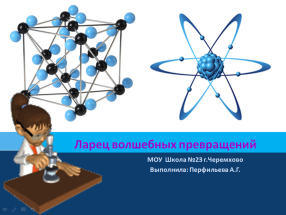 Ларец волшебных превращений
МОУ Школа №23 г.Черемхово
Выполнила: Перфильева А.Г.